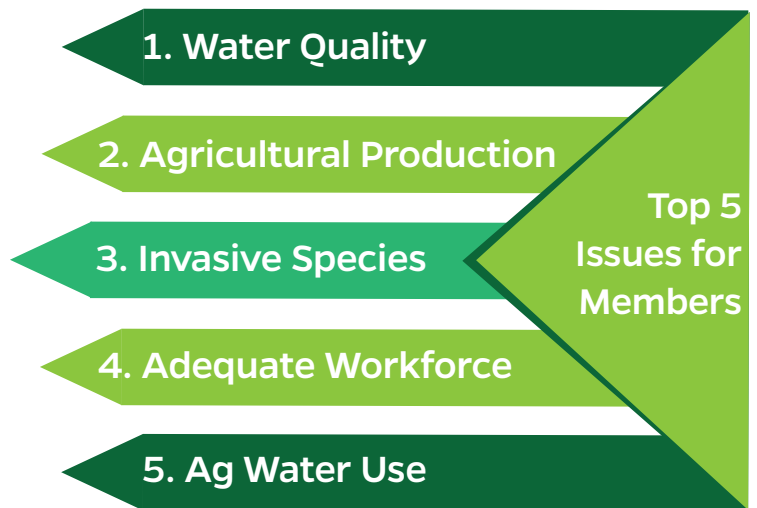 1. Water Quality
2. Agricultural Production
3. Invasive Species
4. Adequate Workforce
5. Ag Water Use
Top 5
Issues for
Members